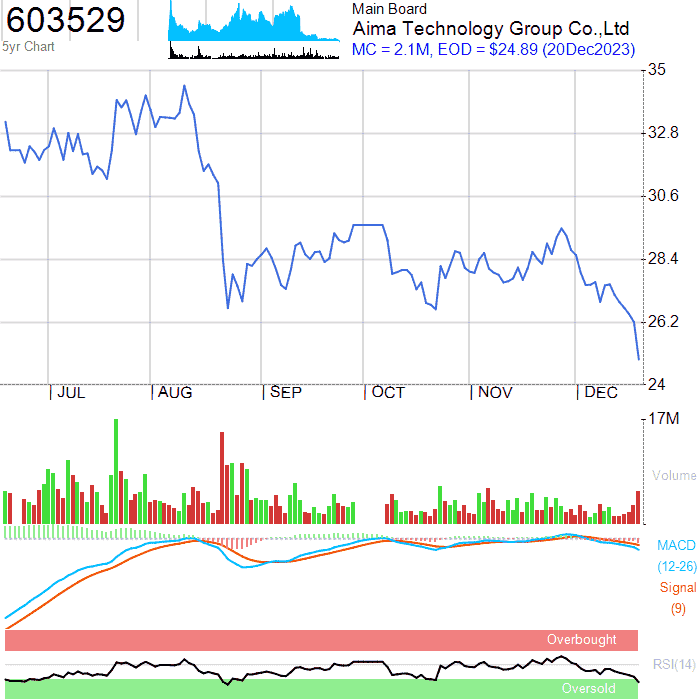 603529
5yr Chart
Main Board
Aima Technology Group Co.,Ltd
MC = 2.1M, EOD = $24.89 (20Dec2023)
35
32.8
30.6
28.4
26.2
24
JUL AUG SEP OCT NOV DEC
17M
Volume
MACD
(12-26)
Signal
(9)
Overbought
RSI(14)
Oversold